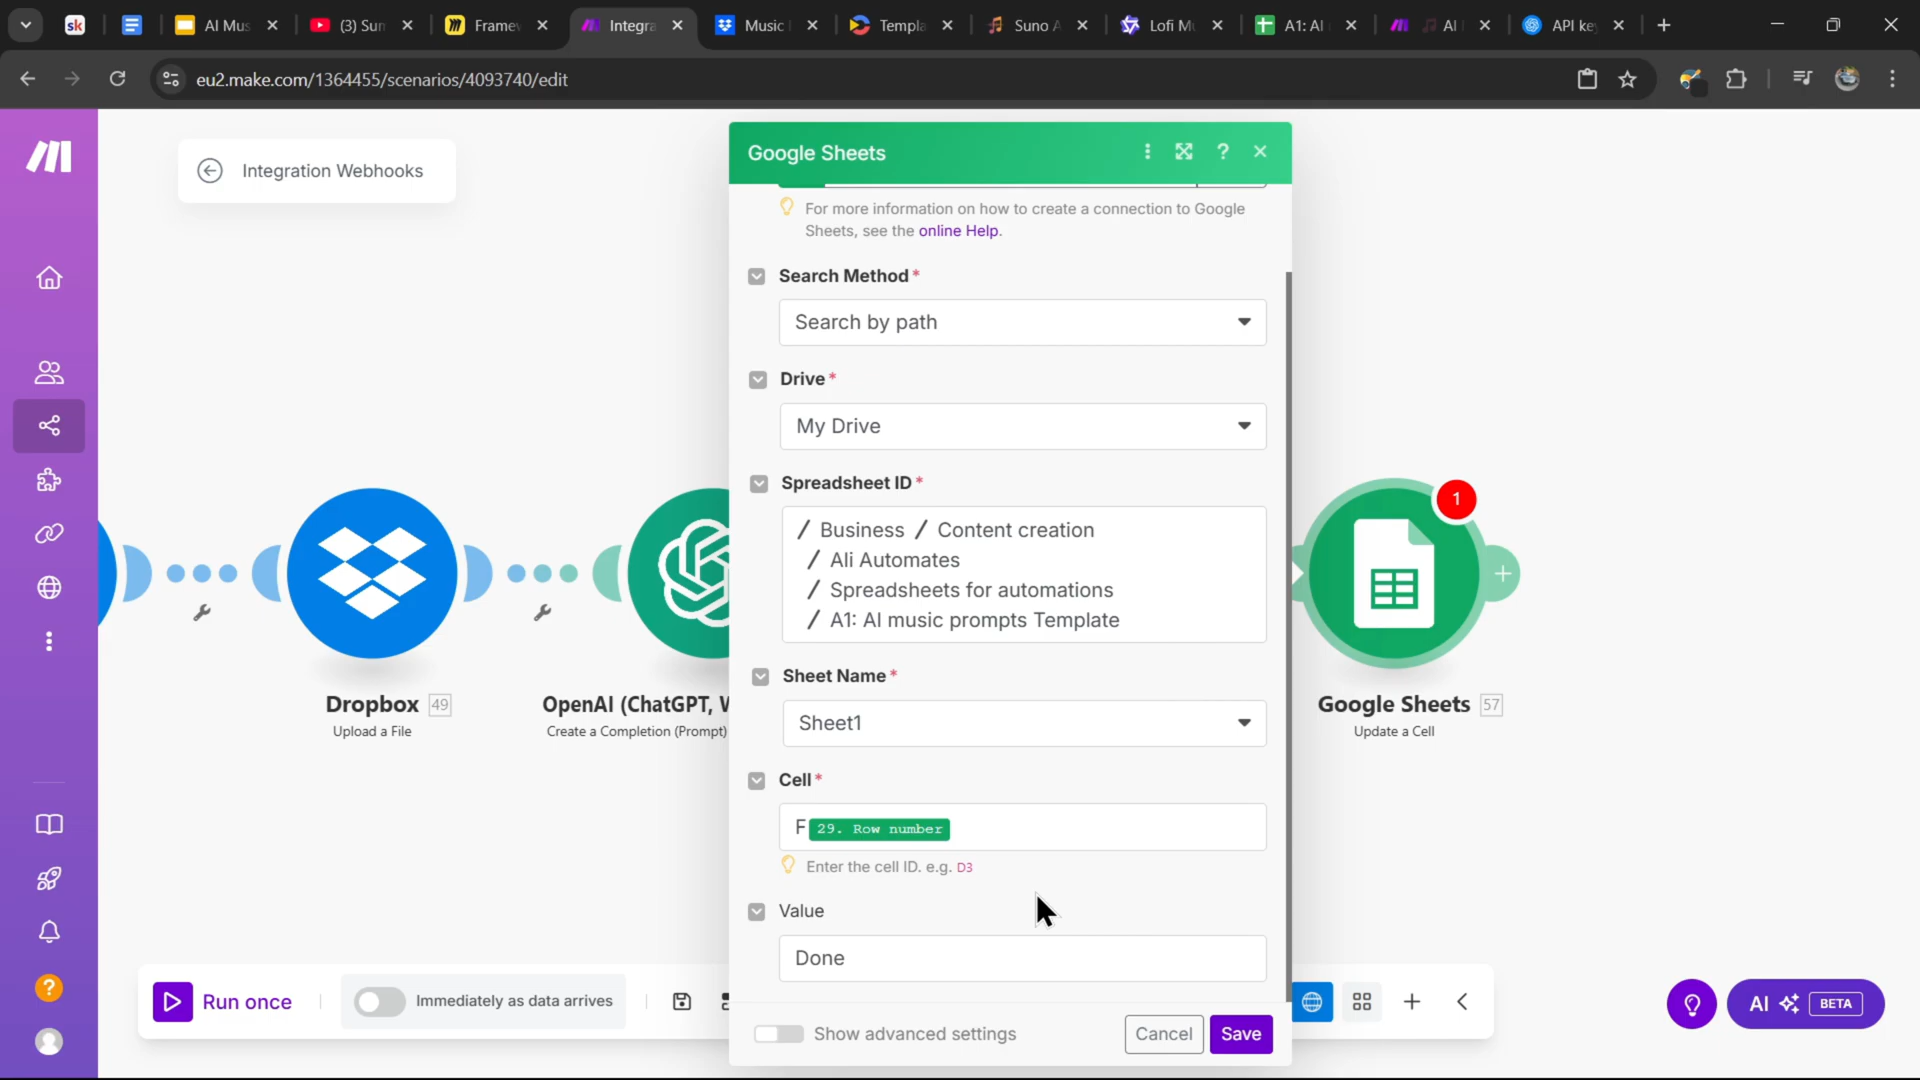 sk
AI Mus
(3) Sun
Framew
Integra
Music
Templa
Suno A
Lofi Mu
A1: AI
AI
API key
eu2.make.com/1364455/scenarios/4093740/edit
Integration Webhooks
Google Sheets
For more information on how to create a connection to Google
Sheets, see the online Help.
Search Method*
Search by path
Drive*
My Drive
Spreadsheet ID*
/ Business / Content creation
/ Ali Automates
/ Spreadsheets for automations
/ A1: AI music prompts Template
Sheet Name*
Sheet1
Cell*
F 29. Row number
Enter the cell ID. e.g. D3
Value
Done
Show advanced settings
Cancel
Save
Dropbox 49
Upload a File
OpenAI (ChatGPT, W
Create a Completion (Prompt)
1
Google Sheets 57
Update a Cell
Run once
Immediately as data arrives
AI BETA